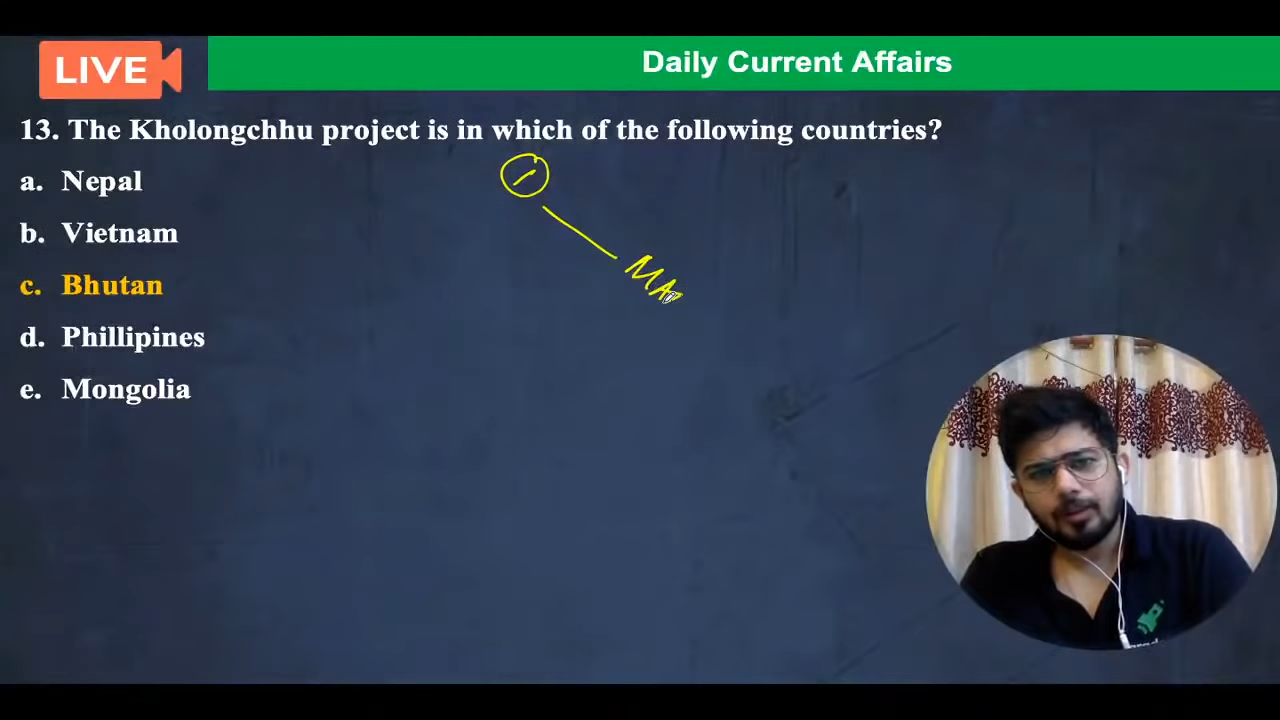 LIVE
Daily Current Affairs
13. The Kholongchhu project is in which of the following countries?
a. Nepal
b. Vietnam
c. Bhutan
d. Phillipines
e. Mongolia
1